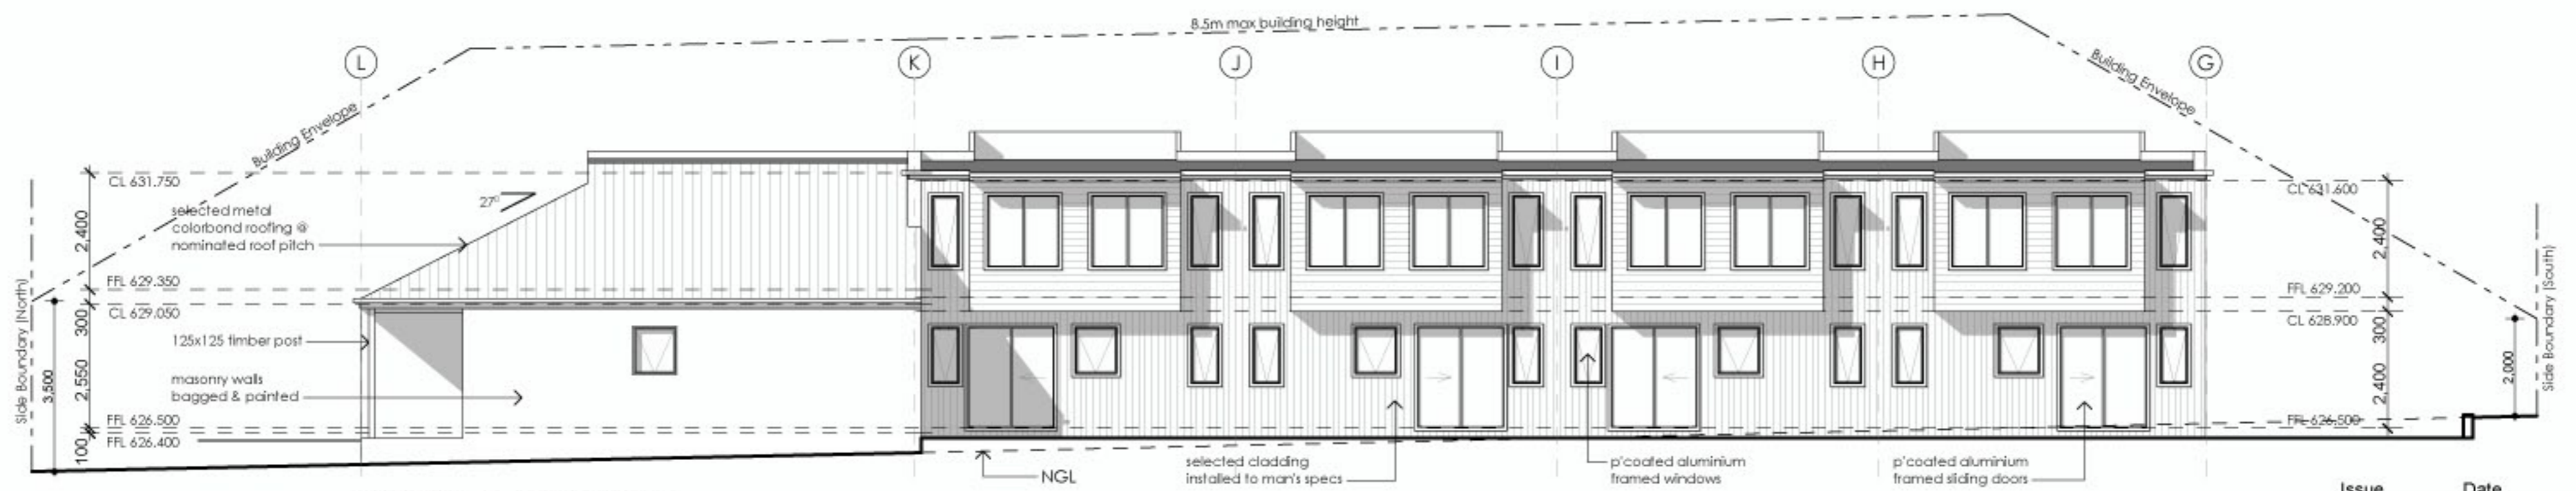 8.5m max building height
L
K
J
I
H
G
Building Envelope
Building Envelope
CL 631.750
CL 631.600
27°
selected metal
colorbond roofing @
nominated roof pitch
2,400
2,400
FFL 629.350
FFL 629.200
CL 629.050
CL 628.900
300
300
125x125 timber post
masonry walls
bagged & painted
2,550
2,400
3,500
2,000
Side Boundary (North)
Side Boundary (South)
FFL 626.500
FFL 626.500
FFL 626.400
100
NGL
selected cladding
installed to man's specs
p'coated aluminium
framed windows
p'coated aluminium
framed sliding doors
Issue
Date